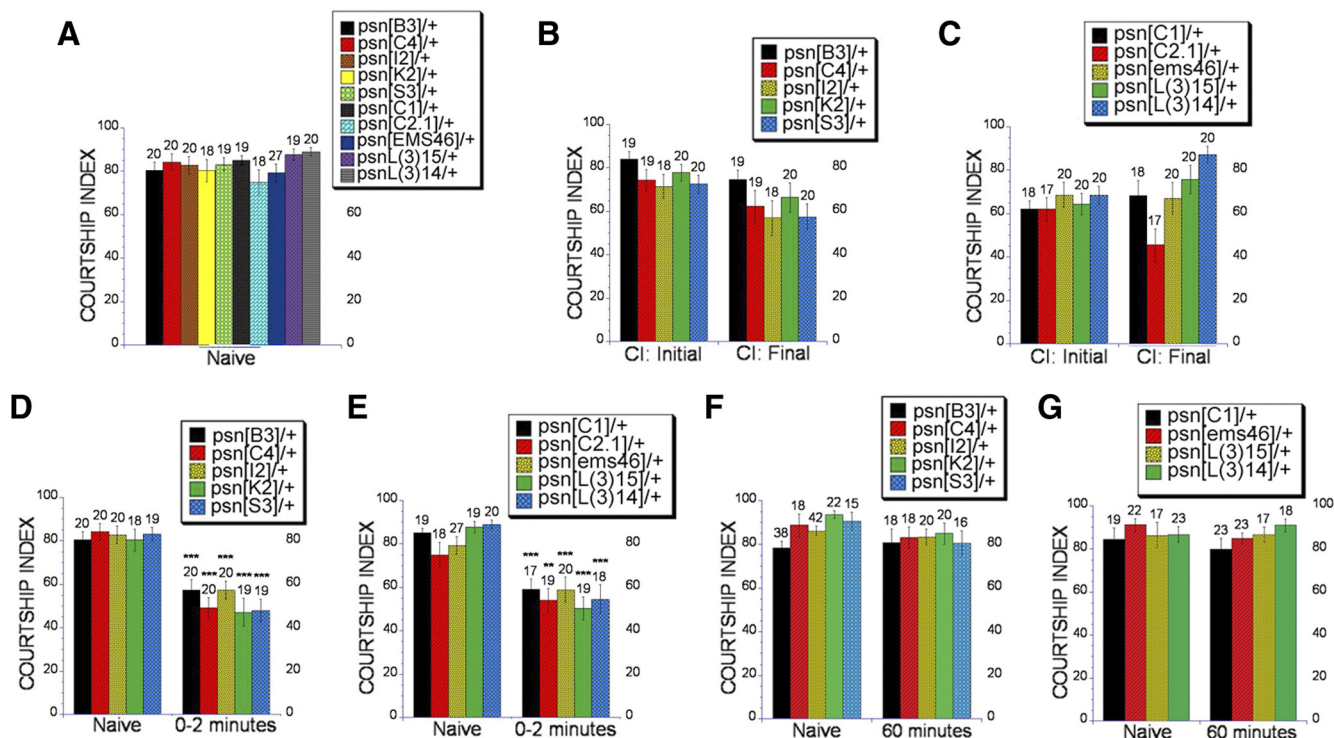 A
psn[B3]/+
psn[C4]/+
psn[I2]/+
psn[K2]/+
psn[S3]/+
psn[C1]/+
psn[C2.1]/+
psn[EMS46]/+
psnL(3)15/+
psnL(3)14/+
COURTSHIP INDEX
100
80
60
40
20
0
20 20 20 18 19 19 18 27 19 20
60
40
20
0
Naive
B
psn[B3]/+
psn[C4]/+
psn[I2]/+
psn[K2]/+
psn[S3]/+
COURTSHIP INDEX
100
80
60
40
20
0
19 19 18 20 20
19 19 18 20 20
80
60
40
20
0
CI: Initial CI: Final
C
psn[C1]/+
psn[C2.1]/+
psn[ems46]/+
psn[L(3)15]/+
psn[L(3)14]/+
COURTSHIP INDEX
100
80
60
40
20
0
18 17 20 20 20
18 17 20 20 20
80
60
40
20
0
CI: Initial CI: Final
D
psn[B3]/+
psn[C4]/+
psn[I2]/+
psn[K2]/+
psn[S3]/+
COURTSHIP INDEX
100
80
60
40
20
0
20 20 20 18 19
*** *** *** *** ***
20 20 20 19 19
80
60
40
20
0
Naive 0-2 minutes
E
psn[C1]/+
psn[C2.1]/+
psn[ems46]/+
psn[L(3)15]/+
psn[L(3)14]/+
COURTSHIP INDEX
100
80
60
40
20
0
19 18 27 19 20
*** ** *** *** ***
17 19 20 19 18
80
60
40
20
0
Naive 0-2 minutes
F
psn[B3]/+
psn[C4]/+
psn[I2]/+
psn[K2]/+
psn[S3]/+
COURTSHIP INDEX
100
80
60
40
20
0
38 18 42 22 15
18 18 20 20 16
80
60
40
20
0
Naive 60 minutes
G
psn[C1]/+
psn[ems46]/+
psn[L(3)15]/+
psn[L(3)14]/+
COURTSHIP INDEX
100
80
60
40
20
0
19 22 17 23
23 23 17 18
100
80
60
40
20
0
Naive 60 minutes